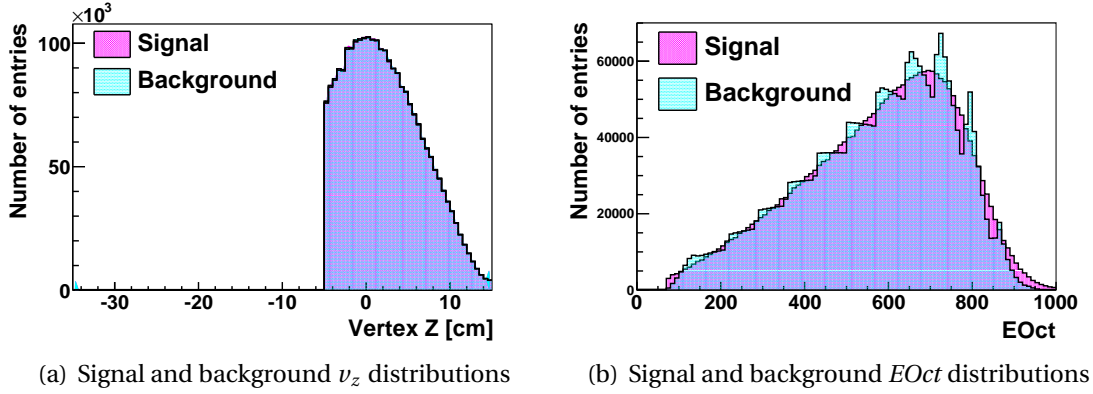 ×10³
Number of entries
100
50
0
Signal
Background
-30
-20
-10
0
10
Vertex Z [cm]
(a) Signal and background v_z distributions
Number of entries
60000
40000
20000
0
Signal
Background
0
200
400
600
800
1000
EOct
(b) Signal and background EOct distributions